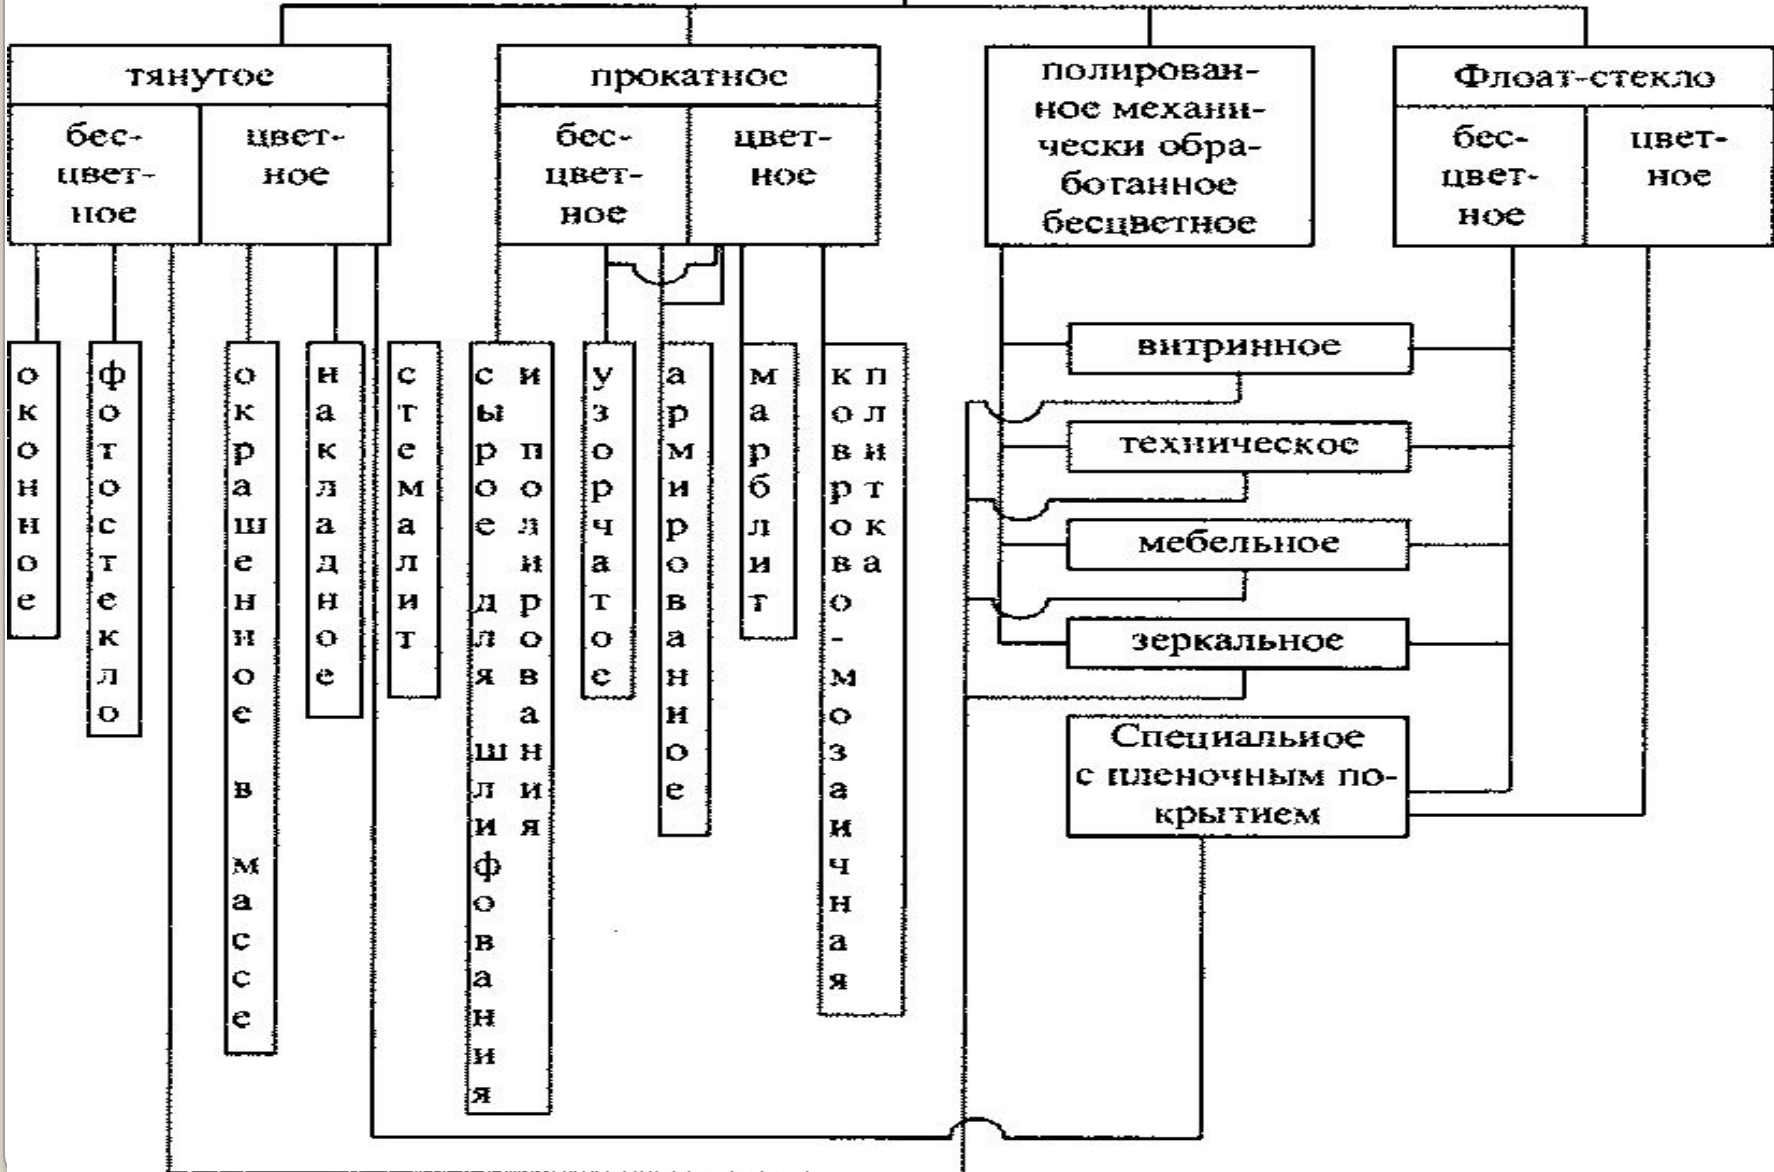 тянутое
бес-
цвет-
ное
цвет-
ное
прокатное
бес-
цвет-
ное
цвет-
ное
полирован-
ное механи-
чески обра-
ботанное
бесцветное
Флоат-стекло
бес-
цвет-
ное
цвет-
ное
оконное
фотостекло
окрашенное в массе
накладное
стемалит
сырое для шлифования
и полирования
узорчатое
армированное
марблит
коврово-мозаичная
плитка
витринное
техническое
мебельное
зеркальное
Специальное
с пленочным по-
крытием